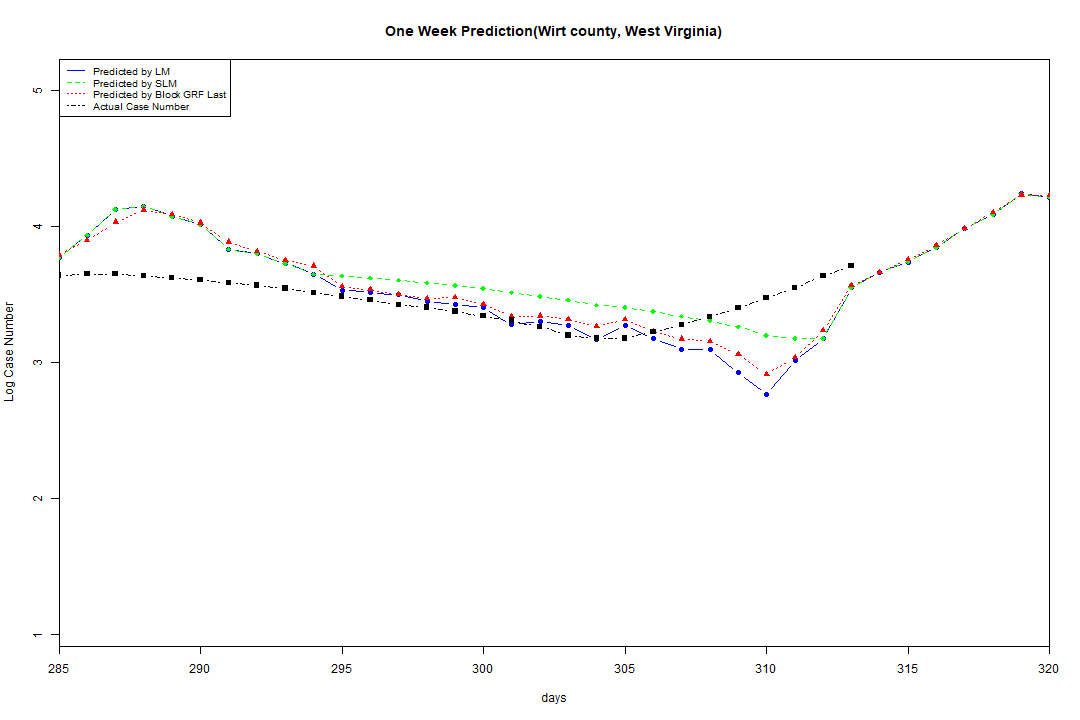 One Week Prediction(Wirt county, West Virginia)
Predicted by LM
Predicted by SLM
Predicted by Block GRF Last
Actual Case Number
5
4
3
2
1
Log Case Number
285 290 295 300 305 310 315 320
days